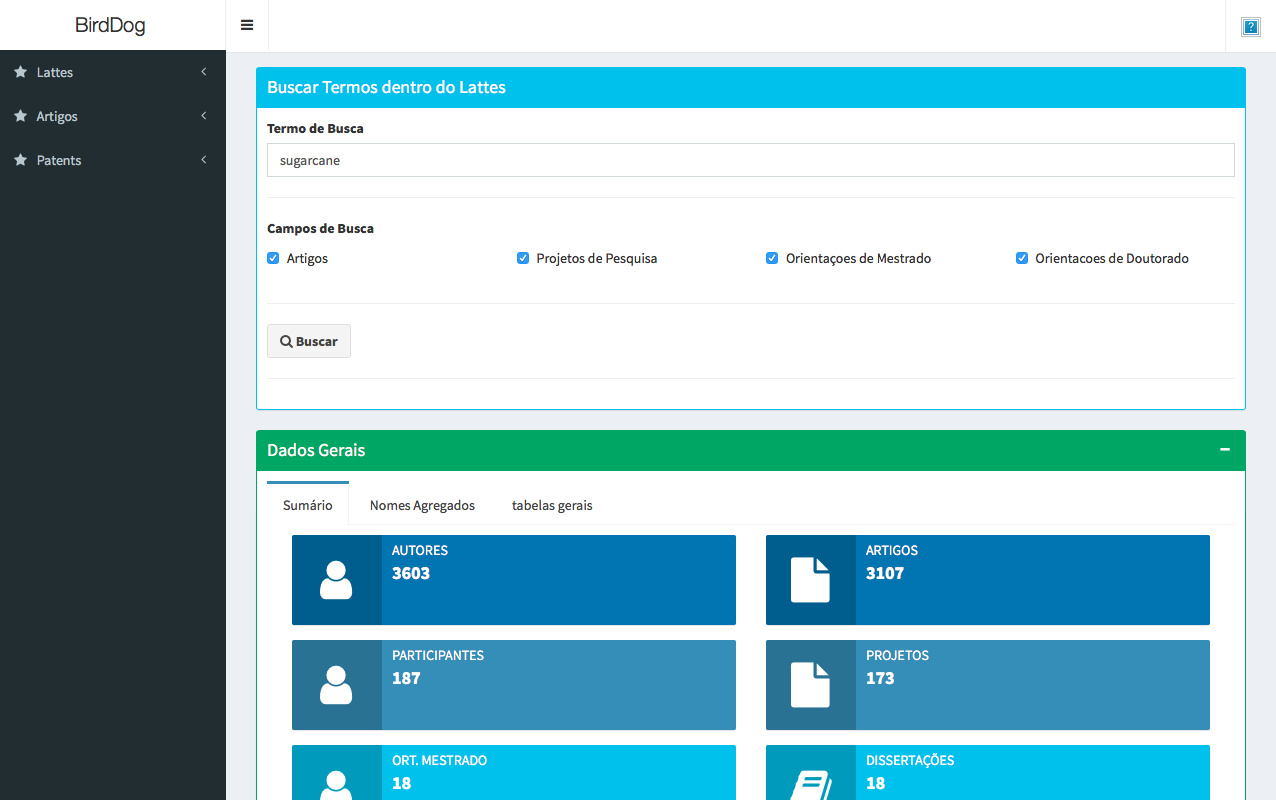 BirdDog
Lattes
Artigos
Patents
Buscar Termos dentro do Lattes
Termo de Busca
sugarcane
Campos de Busca
Artigos Projetos de Pesquisa Orientaçoes de Mestrado Orientacoes de Doutorado
Buscar
Dados Gerais
Sumário Nomes Agregados tabelas gerais
AUTORES
3603
ARTIGOS
3107
PARTICIPANTES
187
PROJETOS
173
ORT. MESTRADO
18
DISSERTAÇÕES
18